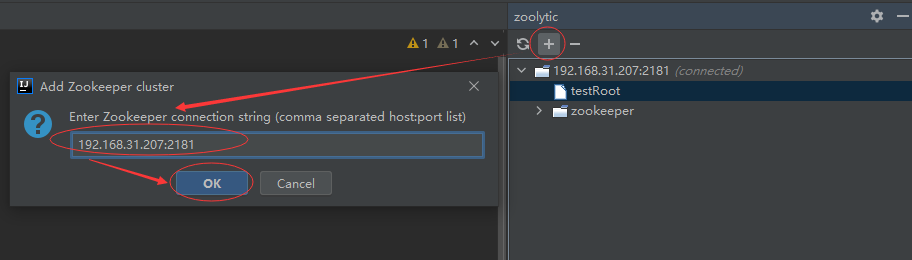 zoolytic
1 1
Add Zookeeper cluster
Enter Zookeeper connection string (comma separated host:port list)
192.168.31.207:2181
OK Cancel
192.168.31.207:2181 (connected)
testRoot
zookeeper